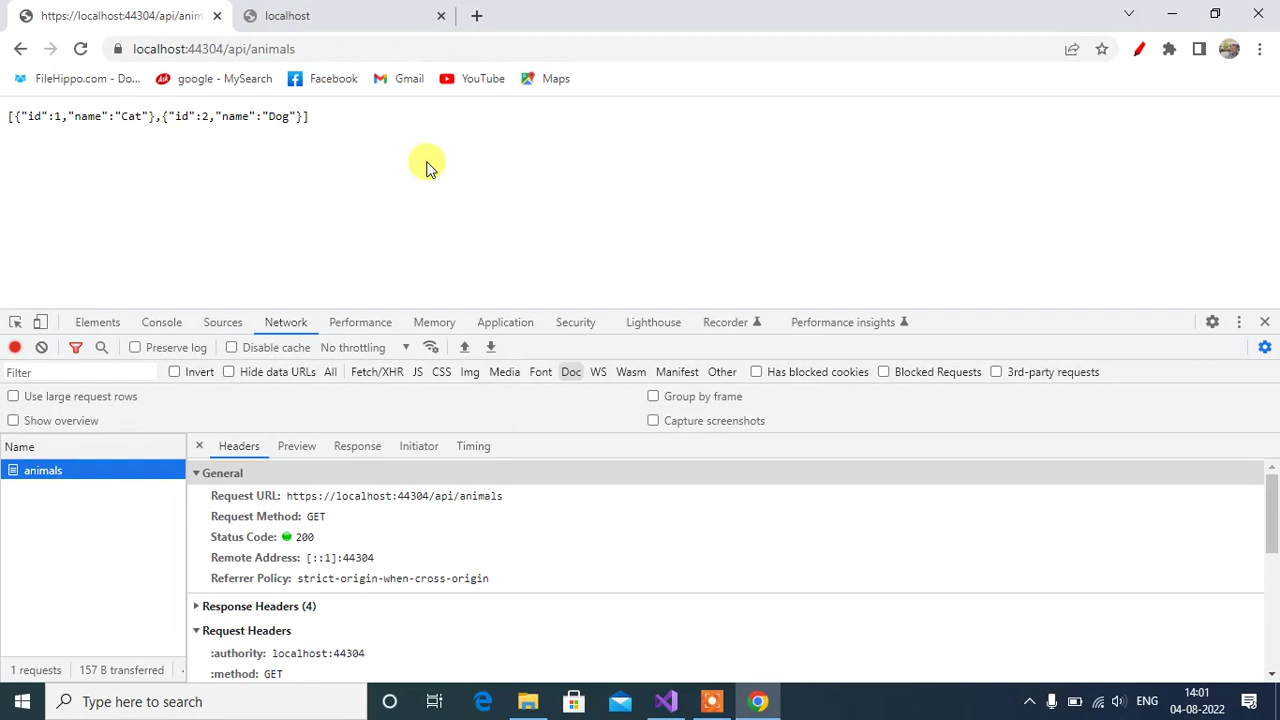 https://localhost:44304/api/anim
localhost
localhost:44304/api/animals
FileHippo.com - Do...
Ask
google - MySearch
Facebook
Gmail
YouTube
Maps
[{"id":1,"name":"Cat"},{"id":2,"name":"Dog"}]
Elements
Console
Sources
Network
Performance
Memory
Application
Security
Lighthouse
Recorder
Performance insights
Preserve log
Disable cache
No throttling
Filter
Invert
Hide data URLs
All
Fetch/XHR
JS
CSS
Img
Media
Font
Doc
WS
Wasm
Manifest
Other
Has blocked cookies
Blocked Requests
3rd-party requests
Use large request rows
Group by frame
Show overview
Capture screenshots
Name
Headers
Preview
Response
Initiator
Timing
animals
General
Request URL: https://localhost:44304/api/animals
Request Method: GET
Status Code: 200
Remote Address: [::1]:44304
Referrer Policy: strict-origin-when-cross-origin
Response Headers (4)
Request Headers
:authority: localhost:44304
:method: GET
1 requests
157 B transferred
Type here to search
ENG
14:01
04-08-2022